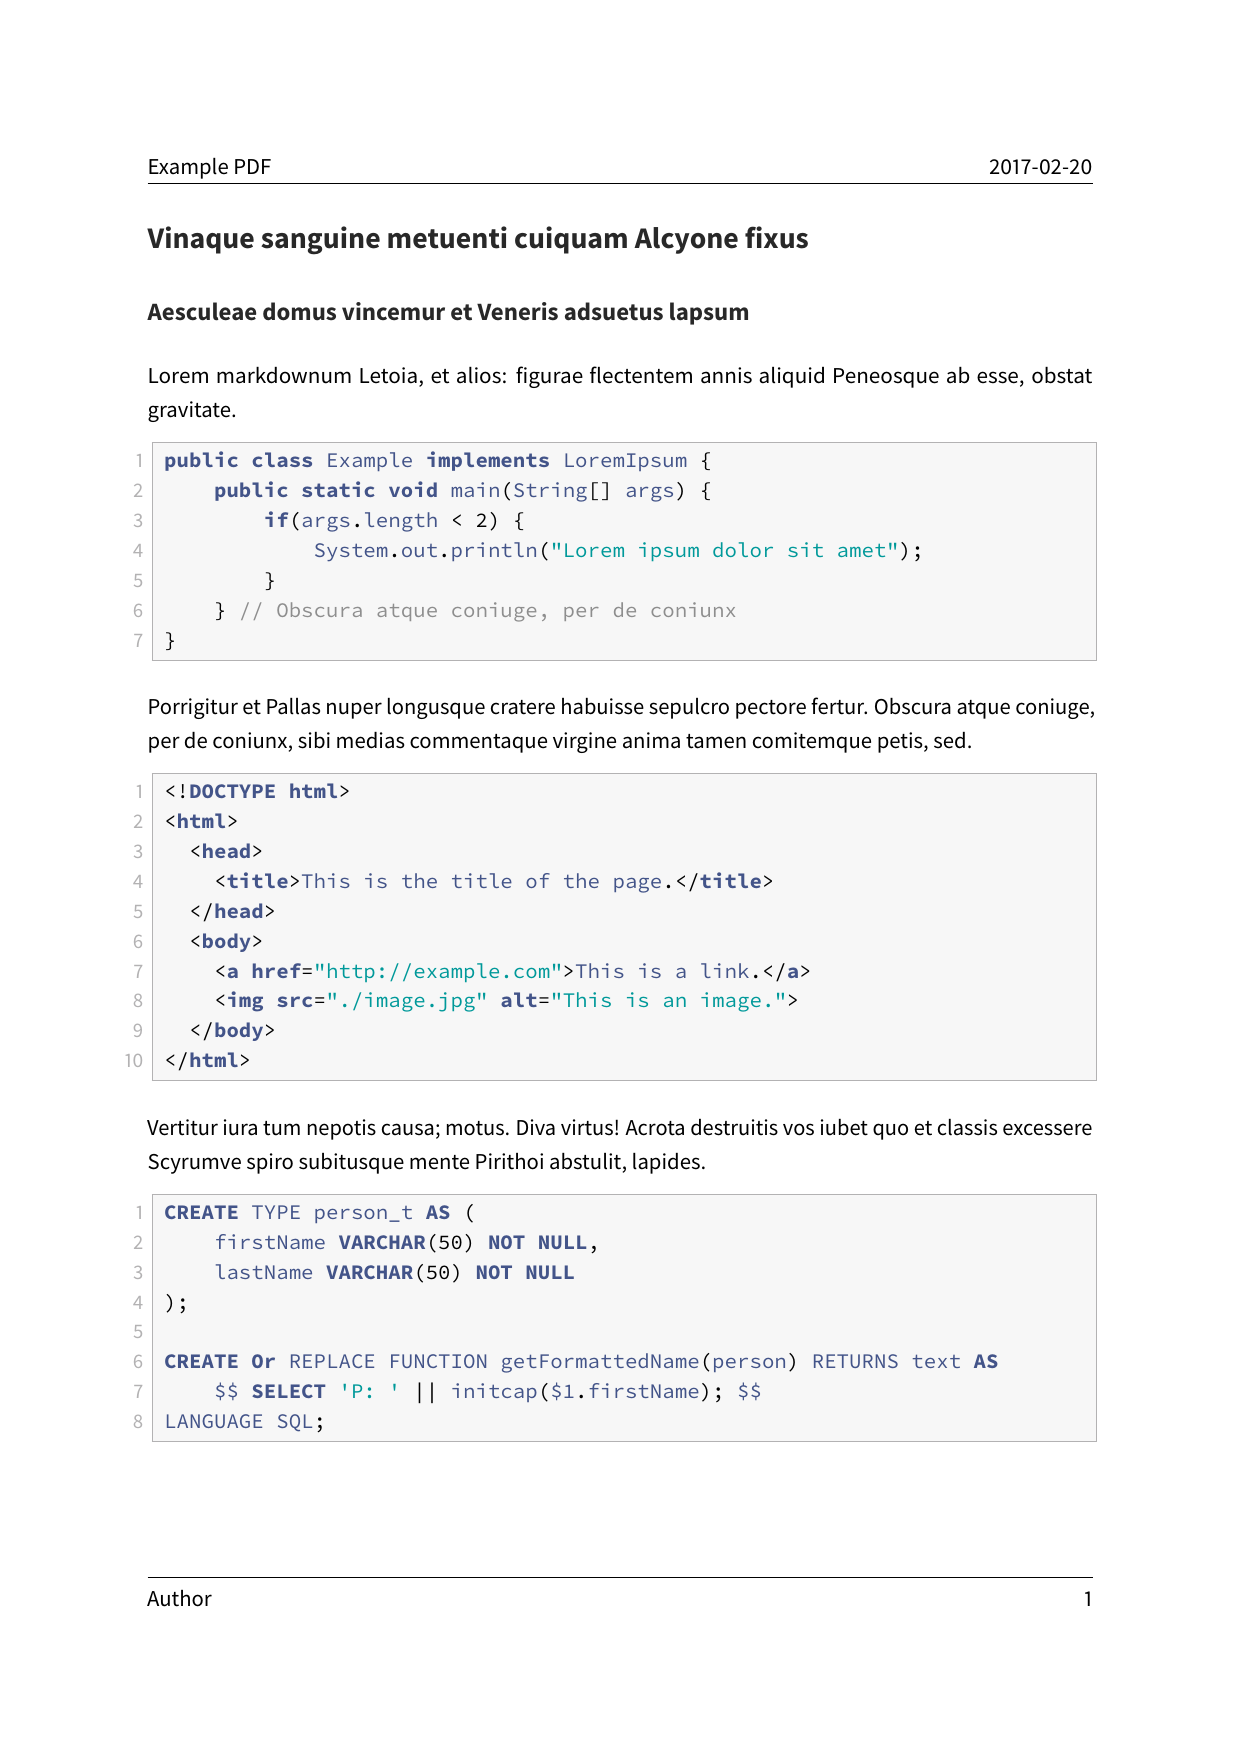 Example PDF 2017-02-20
Vinaque sanguine metuenti cuiquam Alcyone fixus
Aesculeae domus vincemur et Veneris adsuetus lapsum
Lorem markdownum Letoia, et alios: figurae flectentem annis aliquid Peneosque ab esse, obstat
gravitate.
1 public class Example implements LoremIpsum {
2     public static void main(String[] args) {
3         if(args.length < 2) {
4             System.out.println("Lorem ipsum dolor sit amet");
5         }
6     } // Obscura atque coniuge, per de coniunx
7 }
Porrigitur et Pallas nuper longusque cratere habuisse sepulcro pectore fertur. Obscura atque coniuge,
per de coniunx, sibi medias commentaque virgine anima tamen comitemque petis, sed.
1 <!DOCTYPE html>
2 <html>
3   <head>
4     <title>This is the title of the page.</title>
5   </head>
6   <body>
7     <a href="http://example.com">This is a link.</a>
8     <img src="./image.jpg" alt="This is an image.">
9   </body>
10 </html>
Vertitur iura tum nepotis causa; motus. Diva virtus! Acrota destruitis vos iubet quo et classis excessere
Scyrumve spiro subitusque mente Pirithoi abstulit, lapides.
1 CREATE TYPE person_t AS (
2     firstName VARCHAR(50) NOT NULL,
3     lastName VARCHAR(50) NOT NULL
4 );
5
6 CREATE Or REPLACE FUNCTION getFormattedName(person) RETURNS text AS
7     $$ SELECT 'P: ' || initcap($1.firstName); $$
8 LANGUAGE SQL;
Author 1